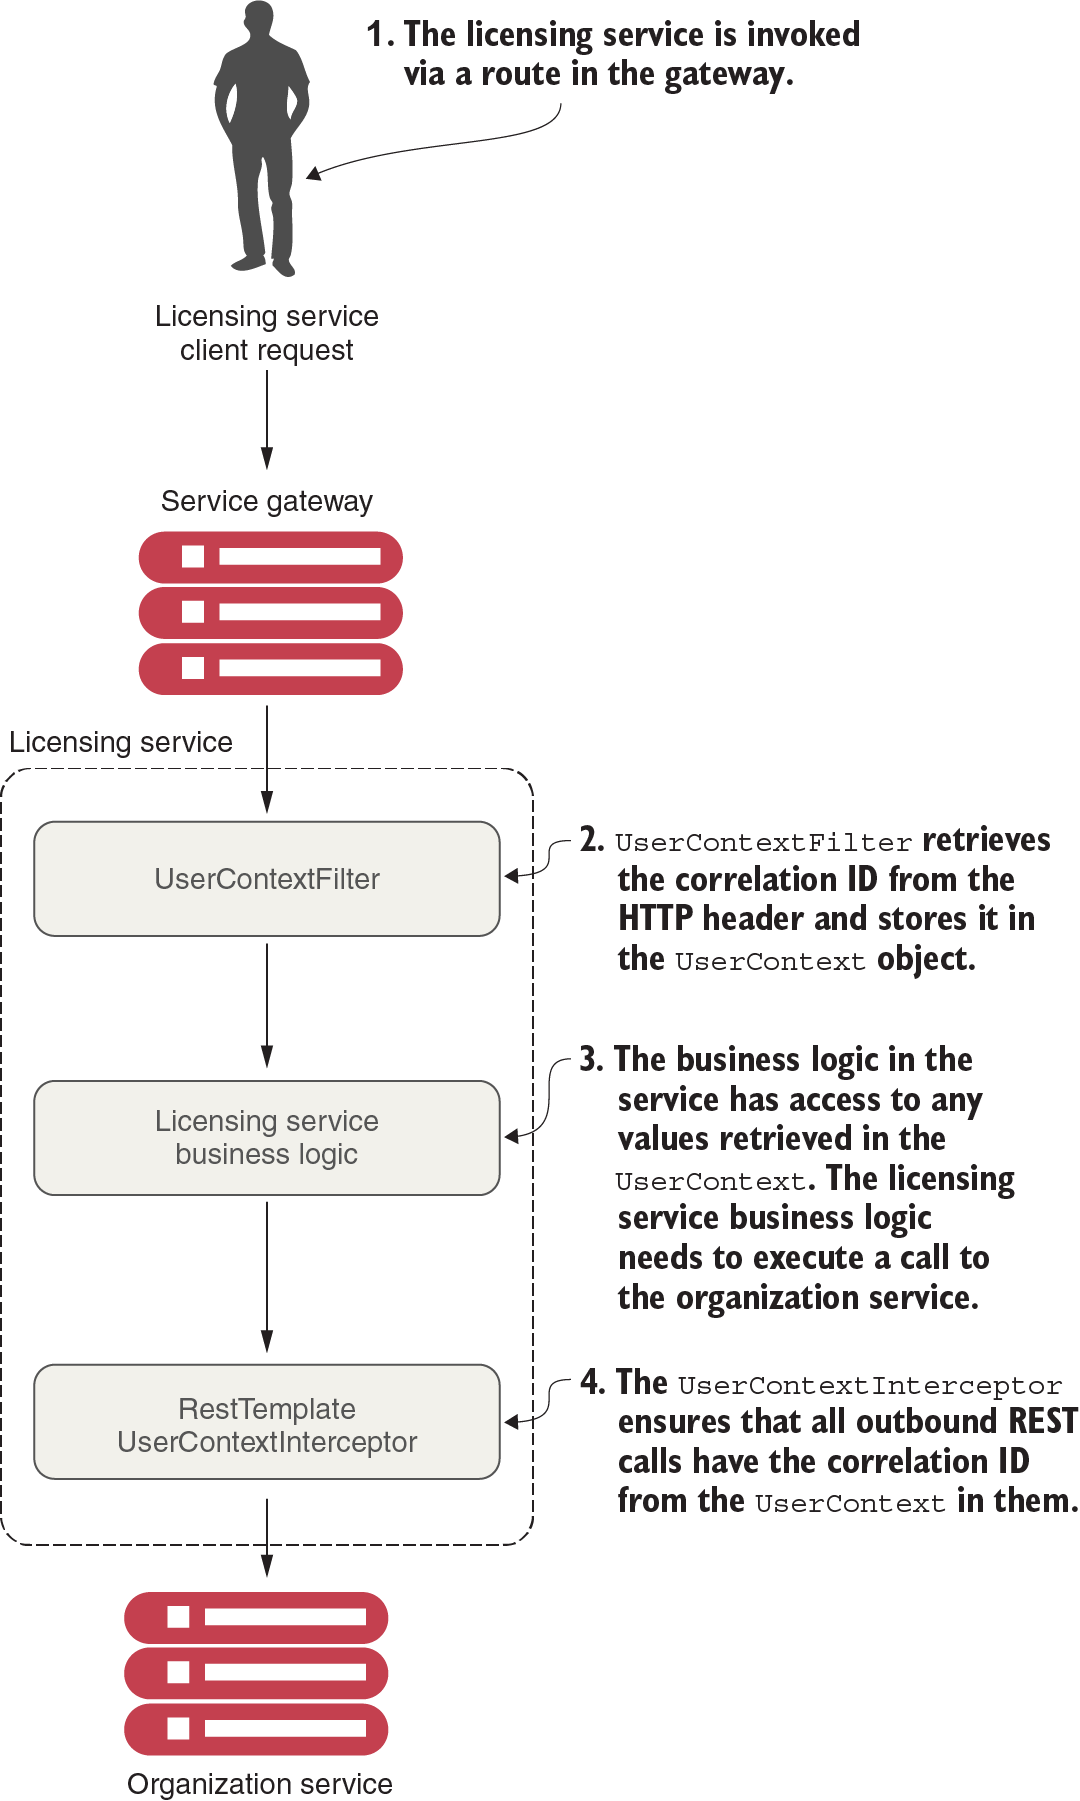 1. The licensing service is invoked
via a route in the gateway.
Licensing service
client request
Service gateway
Licensing service
UserContextFilter
2. UserContextFilter retrieves
the correlation ID from the
HTTP header and stores it in
the UserContext object.
Licensing service
business logic
3. The business logic in the
service has access to any
values retrieved in the
UserContext. The licensing
service business logic
needs to execute a call to
the organization service.
RestTemplate
UserContextInterceptor
4. The UserContextInterceptor
ensures that all outbound REST
calls have the correlation ID
from the UserContext in them.
Organization service